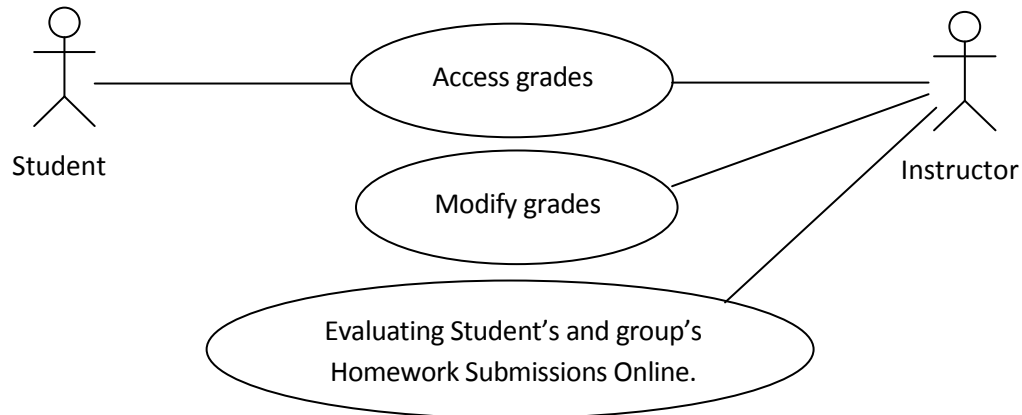 Access grades
Student
Instructor
Modify grades
Evaluating Student’s and group’s
Homework Submissions Online.